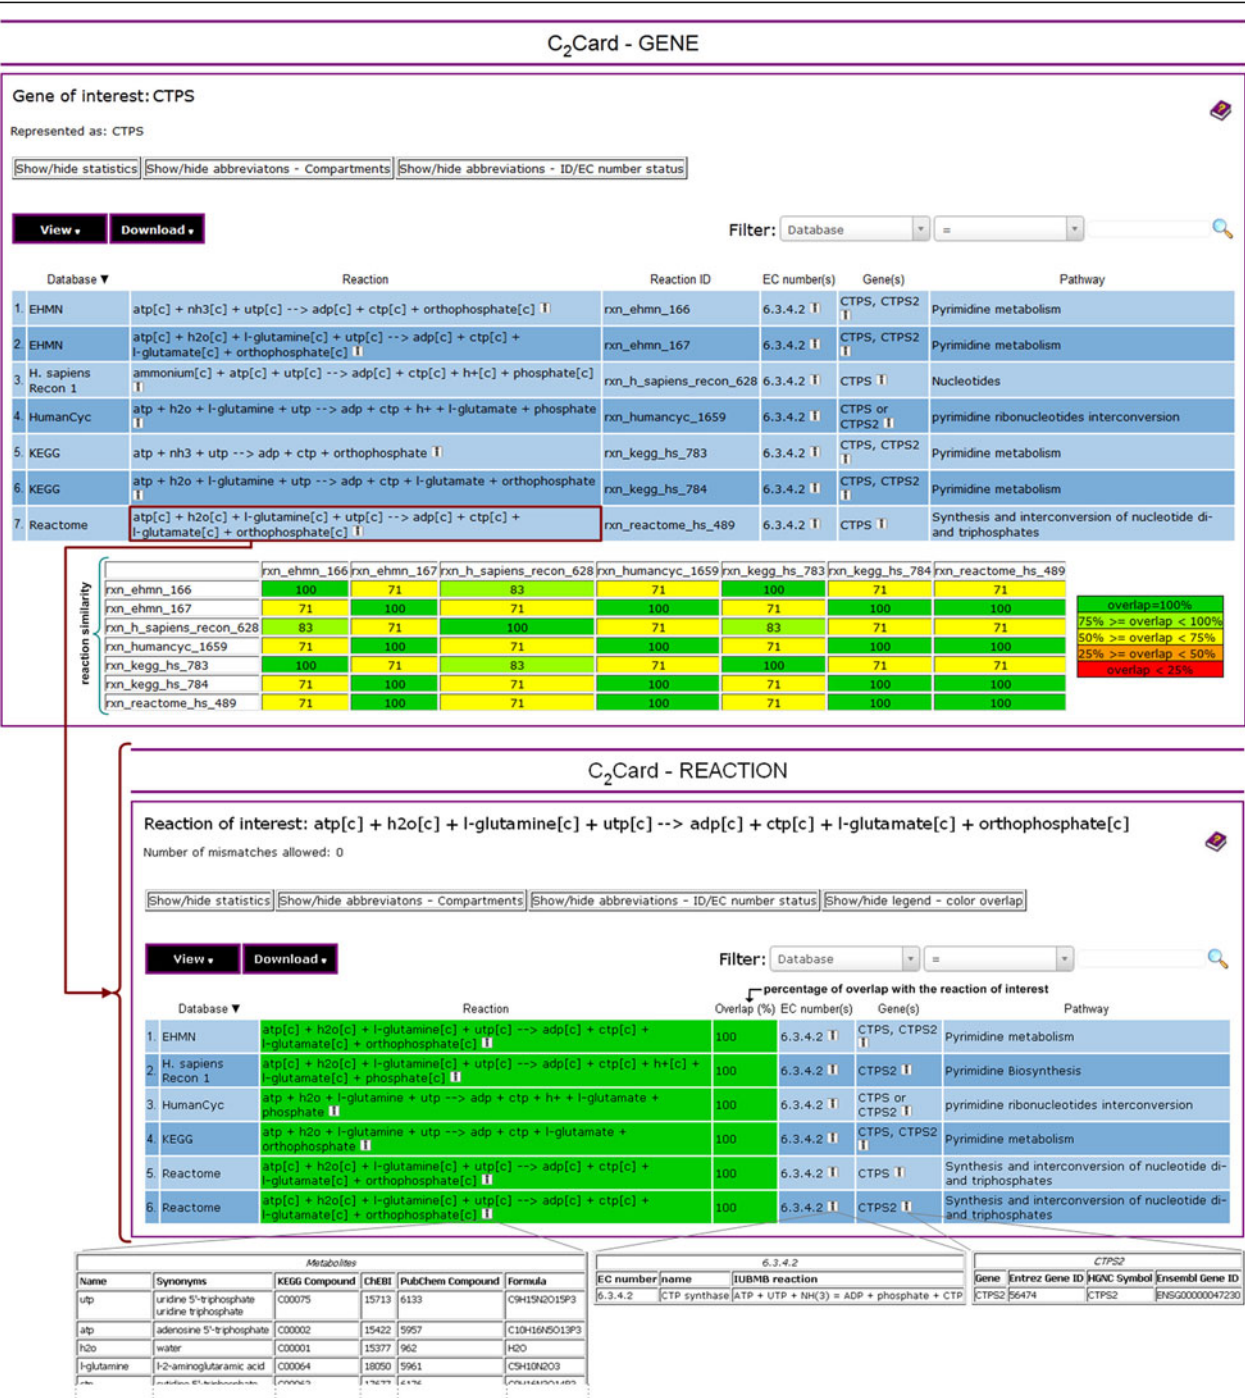 C2Card - GENE
Gene of interest: CTPS
Represented as: CTPS
Show/hide statistics Show/hide abbreviatons - Compartments Show/hide abbreviations - ID/EC number status
View Download Filter: Database =
Database ▼ Reaction Reaction ID EC number(s) Gene(s) Pathway
1. EHMN atp[c] + nh3[c] + utp[c] --> adp[c] + ctp[c] + orthophosphate[c] rxn_ehmn_166 6.3.4.2 CTPS, CTPS2 Pyrimidine metabolism
2. EHMN atp[c] + h2o[c] + l-glutamine[c] + utp[c] --> adp[c] + ctp[c] +
l-glutamate[c] + orthophosphate[c] rxn_ehmn_167 6.3.4.2 CTPS, CTPS2 Pyrimidine metabolism
3. H. sapiens
Recon 1 ammonium[c] + atp[c] + utp[c] --> adp[c] + ctp[c] + h+[c] + phosphate[c] rxn_h_sapiens_recon_628 6.3.4.2 CTPS Nucleotides
4. HumanCyc atp + h2o + l-glutamine + utp --> adp + ctp + h+ + l-glutamate + phosphate rxn_humancyc_1659 6.3.4.2 CTPS or
CTPS2 pyrimidine ribonucleotides interconversion
5. KEGG atp + nh3 + utp --> adp + ctp + orthophosphate rxn_kegg_hs_783 6.3.4.2 CTPS, CTPS2 Pyrimidine metabolism
6. KEGG atp + h2o + l-glutamine + utp --> adp + ctp + l-glutamate + orthophosphate rxn_kegg_hs_784 6.3.4.2 CTPS, CTPS2 Pyrimidine metabolism
7. Reactome atp[c] + h2o[c] + l-glutamine[c] + utp[c] --> adp[c] + ctp[c] +
l-glutamate[c] + orthophosphate[c] rxn_reactome_hs_489 6.3.4.2 CTPS Synthesis and interconversion of nucleotide di-
and triphosphates
reaction similarity
rxn_ehmn_166 rxn_ehmn_167 rxn_h_sapiens_recon_628 rxn_humancyc_1659 rxn_kegg_hs_783 rxn_kegg_hs_784 rxn_reactome_hs_489
rxn_ehmn_166 100 71 83 71 100 71 71
rxn_ehmn_167 71 100 71 100 71 100 100
rxn_h_sapiens_recon_628 83 71 100 71 83 71 71
rxn_humancyc_1659 71 100 71 100 71 100 100
rxn_kegg_hs_783 100 71 83 71 100 71 71
rxn_kegg_hs_784 71 100 71 100 71 100 100
rxn_reactome_hs_489 71 100 71 100 71 100 100
overlap=100%
75% >= overlap < 100%
50% >= overlap < 75%
25% >= overlap < 50%
overlap < 25%
C2Card - REACTION
Reaction of interest: atp[c] + h2o[c] + l-glutamine[c] + utp[c] --> adp[c] + ctp[c] + l-glutamate[c] + orthophosphate[c]
Number of mismatches allowed: 0
Show/hide statistics Show/hide abbreviatons - Compartments Show/hide abbreviations - ID/EC number status Show/hide legend - color overlap
View Download Filter: Database =
percentage of overlap with the reaction of interest
Database ▼ Reaction Overlap (%) EC number(s) Gene(s) Pathway
1. EHMN atp[c] + h2o[c] + l-glutamine[c] + utp[c] --> adp[c] + ctp[c] +
l-glutamate[c] + orthophosphate[c] 100 6.3.4.2 CTPS, CTPS2 Pyrimidine metabolism
2. H. sapiens
Recon 1 atp[c] + h2o[c] + l-glutamine[c] + utp[c] --> adp[c] + ctp[c] + h+[c] +
l-glutamate[c] + phosphate[c] 100 6.3.4.2 CTPS2 Pyrimidine Biosynthesis
3. HumanCyc atp + h2o + l-glutamine + utp --> adp + ctp + h+ + l-glutamate +
phosphate 100 6.3.4.2 CTPS or
CTPS2 pyrimidine ribonucleotides interconversion
4. KEGG atp + h2o + l-glutamine + utp --> adp + ctp + l-glutamate +
orthophosphate 100 6.3.4.2 CTPS, CTPS2 Pyrimidine metabolism
5. Reactome atp[c] + h2o[c] + l-glutamine[c] + utp[c] --> adp[c] + ctp[c] +
l-glutamate[c] + orthophosphate[c] 100 6.3.4.2 CTPS Synthesis and interconversion of nucleotide di-
and triphosphates
6. Reactome atp[c] + h2o[c] + l-glutamine[c] + utp[c] --> adp[c] + ctp[c] +
l-glutamate[c] + orthophosphate[c] 100 6.3.4.2 CTPS2 Synthesis and interconversion of nucleotide di-
and triphosphates
Metabolites
Name Synonyms KEGG Compound ChEBI PubChem Compound Formula
utp uridine 5'-triphosphate
uridine triphosphate C00075 15713 6133 C9H15N2O15P3
atp adenosine 5'-triphosphate C00002 15422 5957 C10H16N5O13P3
h2o water C00001 15377 962 H2O
l-glutamine l-2-aminoglutaramic acid C00064 18050 5961 C5H10N2O3
6.3.4.2
EC number name IUBMB reaction
6.3.4.2 CTP synthase ATP + UTP + NH(3) = ADP + phosphate + CTP
CTPS2
Gene Entrez Gene ID HGNC Symbol Ensembl Gene ID
CTPS2 56474 CTPS2 ENSG00000047230